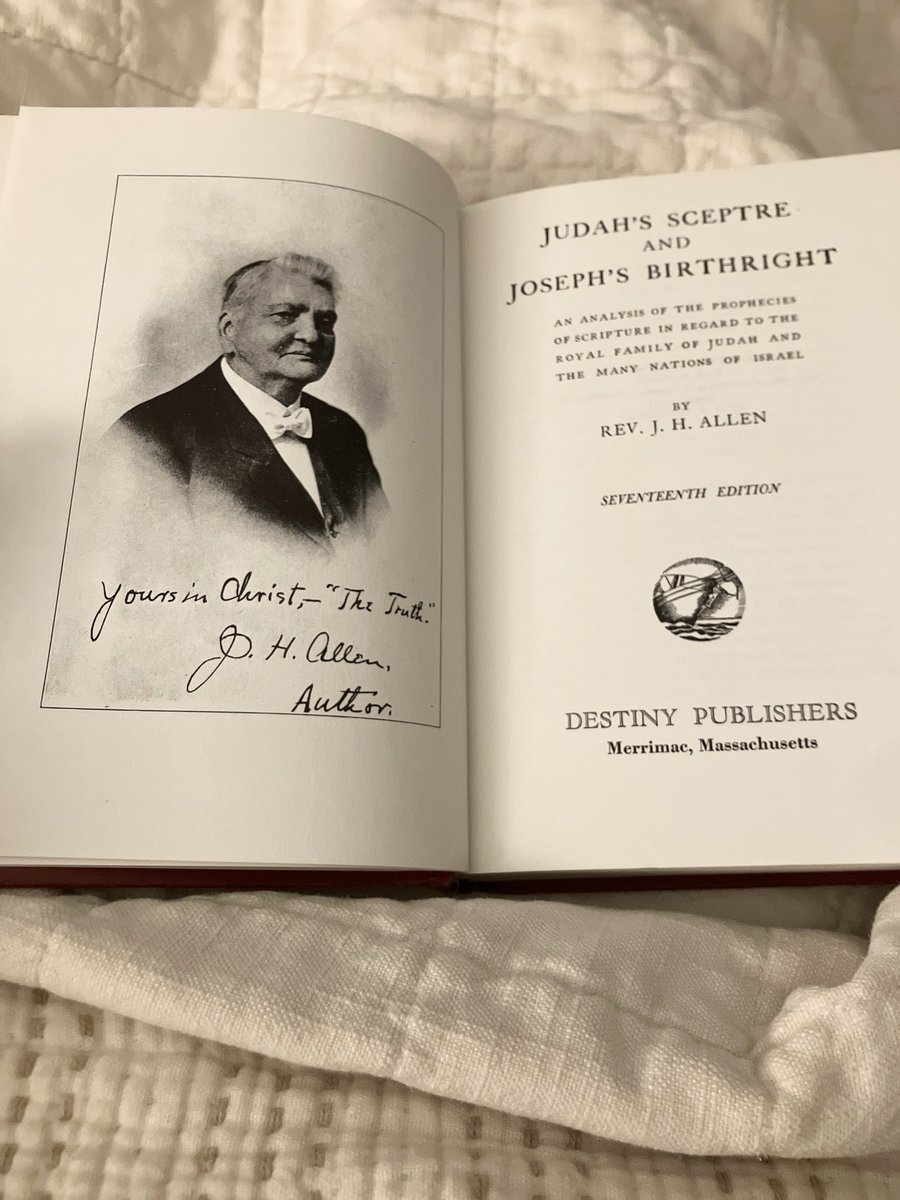 Yours in Christ,— "The Truth."
J. H. Allen,
Author.
JUDAH'S SCEPTRE
AND
JOSEPH'S BIRTHRIGHT
AN ANALYSIS OF THE PROPHECIES
OF SCRIPTURE IN REGARD TO THE
ROYAL FAMILY OF JUDAH AND
THE MANY NATIONS OF ISRAEL
BY
REV. J. H. ALLEN
SEVENTEENTH EDITION
DESTINY PUBLISHERS
Merrimac, Massachusetts